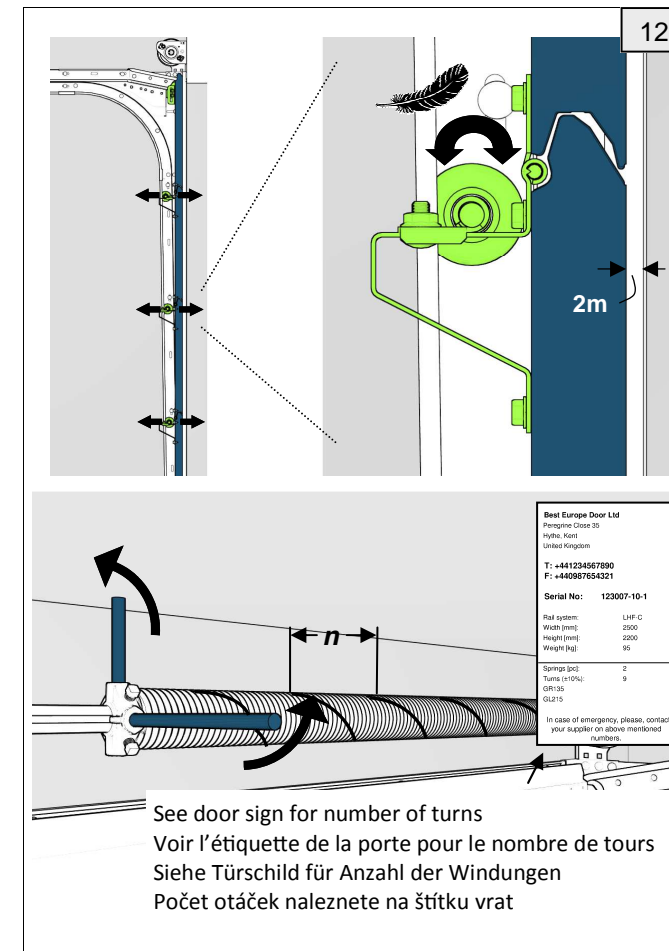 12
2m
n
Best Europe Door Ltd
Peregrine Close 35
Hythe, Kent
United Kingdom
T: +441234567890
F: +440987654321
Serial No: 123007-10-1
Rail system: LHF-C
Width [mm]: 2500
Height [mm]: 2200
Weight [kg]: 95
Springs [pc]: 2
Turns (±10%): 9
GR135
GL215
In case of emergency, please, contact
your supplier on above mentioned
numbers.
See door sign for number of turns
Voir l’étiquette de la porte pour le nombre de tours
Siehe Türschild für Anzahl der Windungen
Počet otáček naleznete na štítku vrat